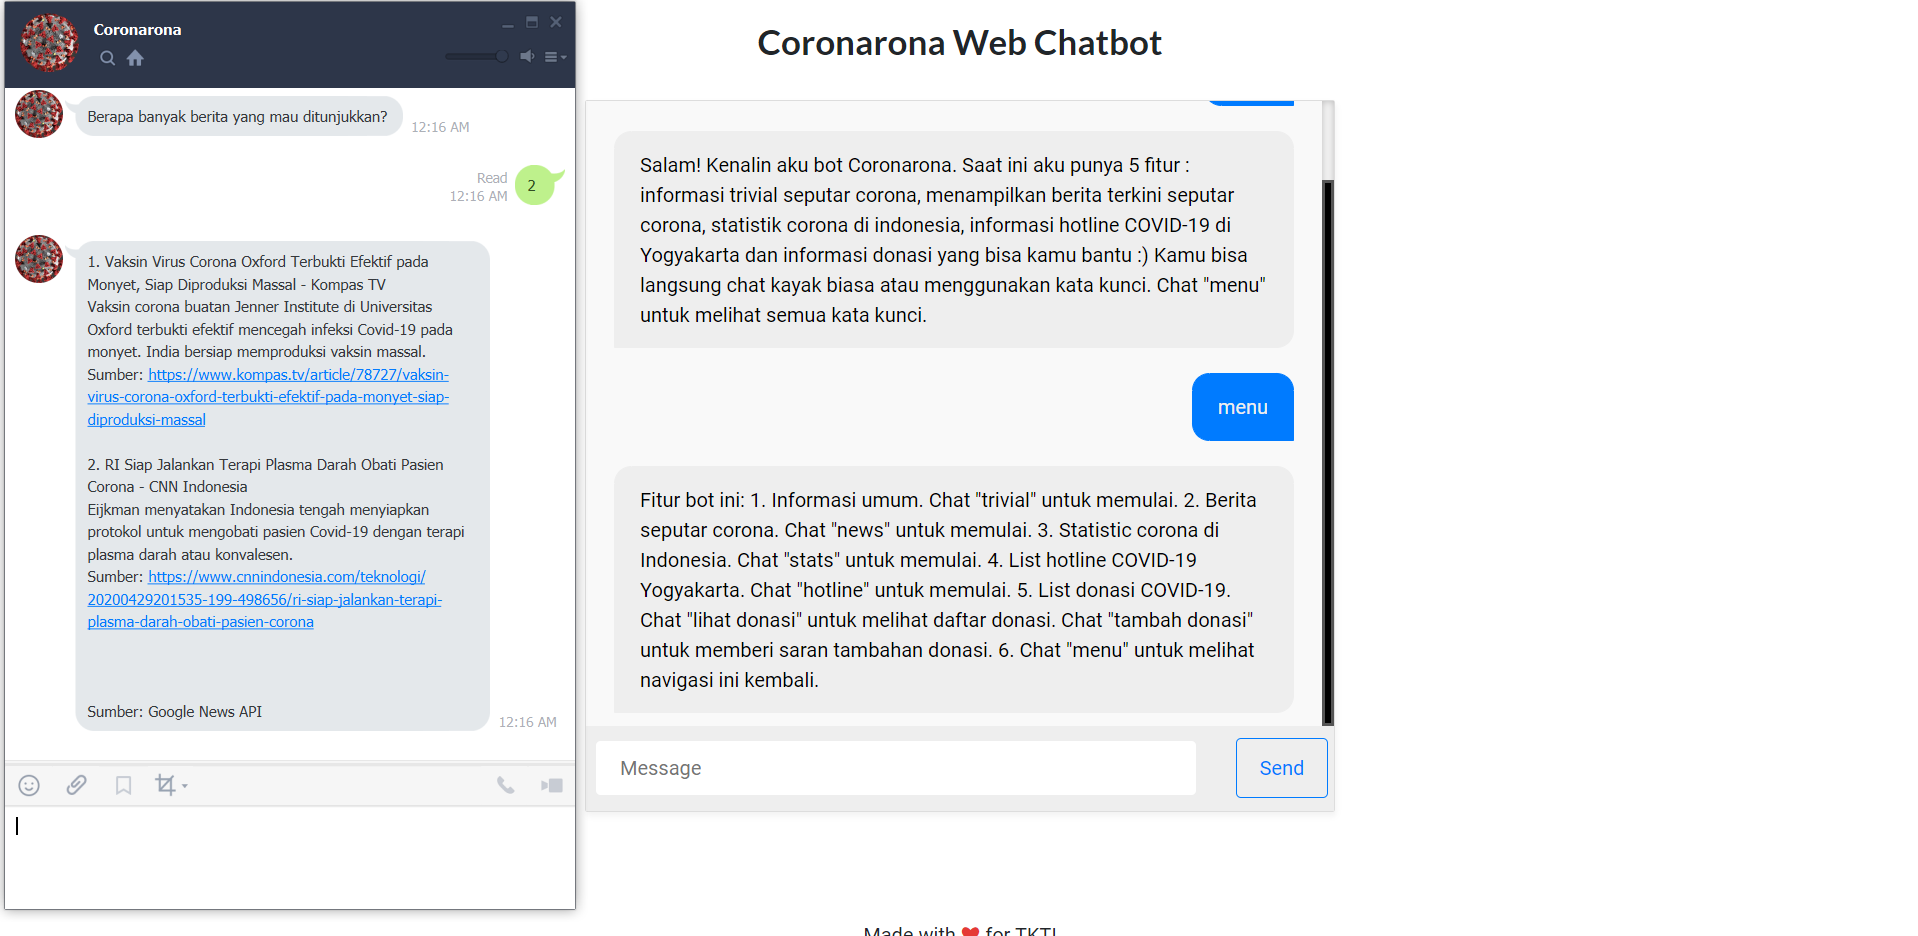 Coronarona
Berapa banyak berita yang mau ditunjukkan?
12:16 AM
Read
12:16 AM
2
1. Vaksin Virus Corona Oxford Terbukti Efektif pada
Monyet, Siap Diproduksi Massal - Kompas TV
Vaksin corona buatan Jenner Institute di Universitas
Oxford terbukti efektif mencegah infeksi Covid-19 pada
monyet. India bersiap memproduksi vaksin massal.
Sumber: https://www.kompas.tv/article/78727/vaksin-
virus-corona-oxford-terbukti-efektif-pada-monyet-siap-
diproduksi-massal
2. RI Siap Jalankan Terapi Plasma Darah Obati Pasien
Corona - CNN Indonesia
Eijkman menyatakan Indonesia tengah menyiapkan
protokol untuk mengobati pasien Covid-19 dengan terapi
plasma darah atau konvalesen.
Sumber: https://www.cnnindonesia.com/teknologi/
20200429201535-199-498656/ri-siap-jalankan-terapi-
plasma-darah-obati-pasien-corona
Sumber: Google News API
12:16 AM
Coronarona Web Chatbot
Salam! Kenalin aku bot Coronarona. Saat ini aku punya 5 fitur :
informasi trivial seputar corona, menampilkan berita terkini seputar
corona, statistik corona di indonesia, informasi hotline COVID-19 di
Yogyakarta dan informasi donasi yang bisa kamu bantu :) Kamu bisa
langsung chat kayak biasa atau menggunakan kata kunci. Chat "menu"
untuk melihat semua kata kunci.
menu
Fitur bot ini: 1. Informasi umum. Chat "trivial" untuk memulai. 2. Berita
seputar corona. Chat "news" untuk memulai. 3. Statistic corona di
Indonesia. Chat "stats" untuk memulai. 4. List hotline COVID-19
Yogyakarta. Chat "hotline" untuk memulai. 5. List donasi COVID-19.
Chat "lihat donasi" untuk melihat daftar donasi. Chat "tambah donasi"
untuk memberi saran tambahan donasi. 6. Chat "menu" untuk melihat
navigasi ini kembali.
Message
Send
Made with ❤ for TKTI